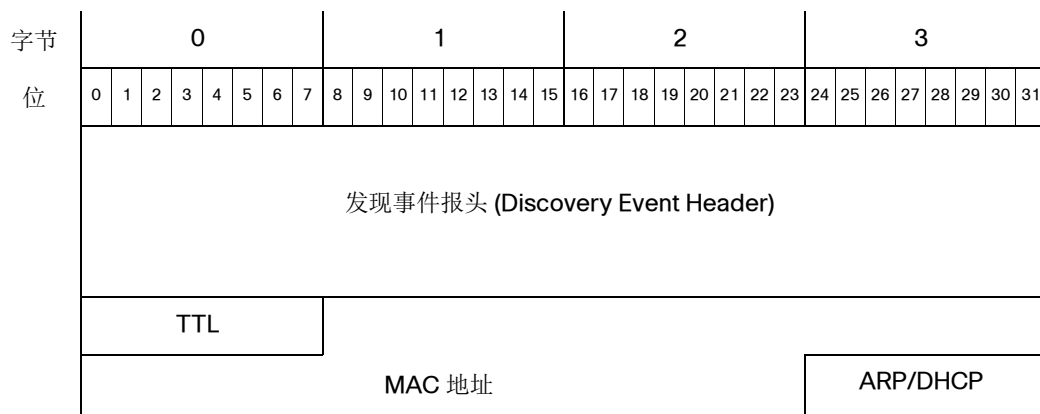 字节 0 1 2 3
位 0 1 2 3 4 5 6 7 8 9 10 11 12 13 14 15 16 17 18 19 20 21 22 23 24 25 26 27 28 29 30 31
发现事件报头 (Discovery Event Header)
TTL
MAC 地址 ARP/DHCP